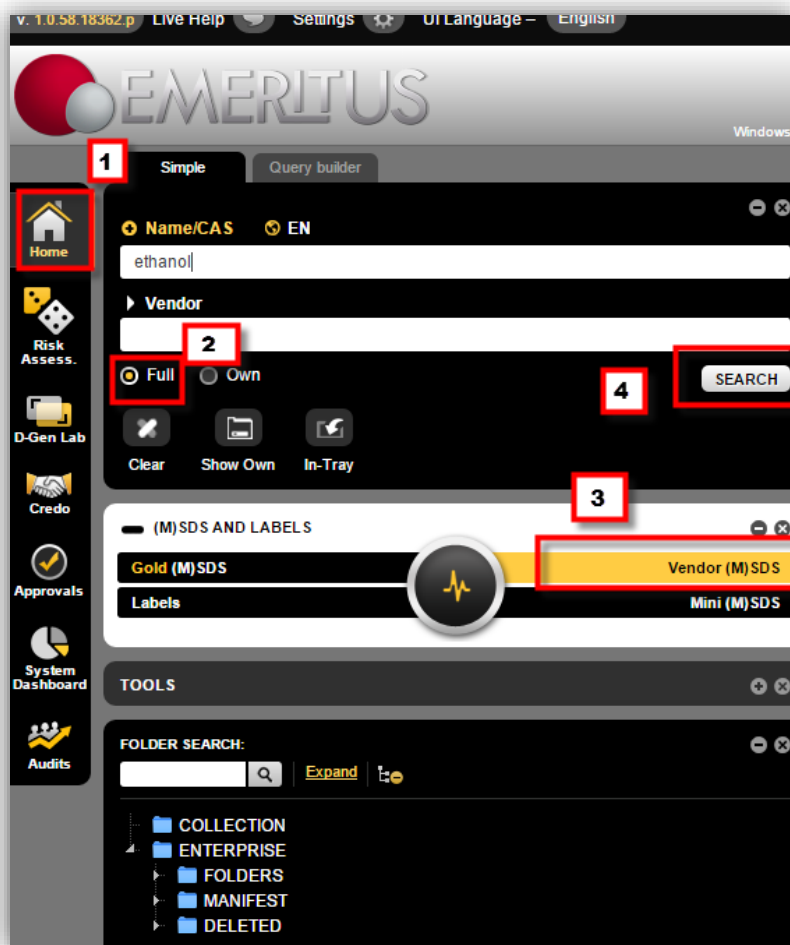 v. 1.0.58.18362.p Live Help Settings UI Language – English
EMERITUS
Windows
1
Simple Query builder
Home
Name/CAS EN
ethanol
Vendor
2
Full Own
4
SEARCH
Clear Show Own In-Tray
Risk
Assess.
D-Gen Lab
Credo
Approvals
System
Dashboard
Audits
3
(M)SDS AND LABELS
Gold (M)SDS Vendor (M)SDS
Labels Mini (M)SDS
TOOLS
FOLDER SEARCH:
Expand
COLLECTION
ENTERPRISE
FOLDERS
MANIFEST
DELETED